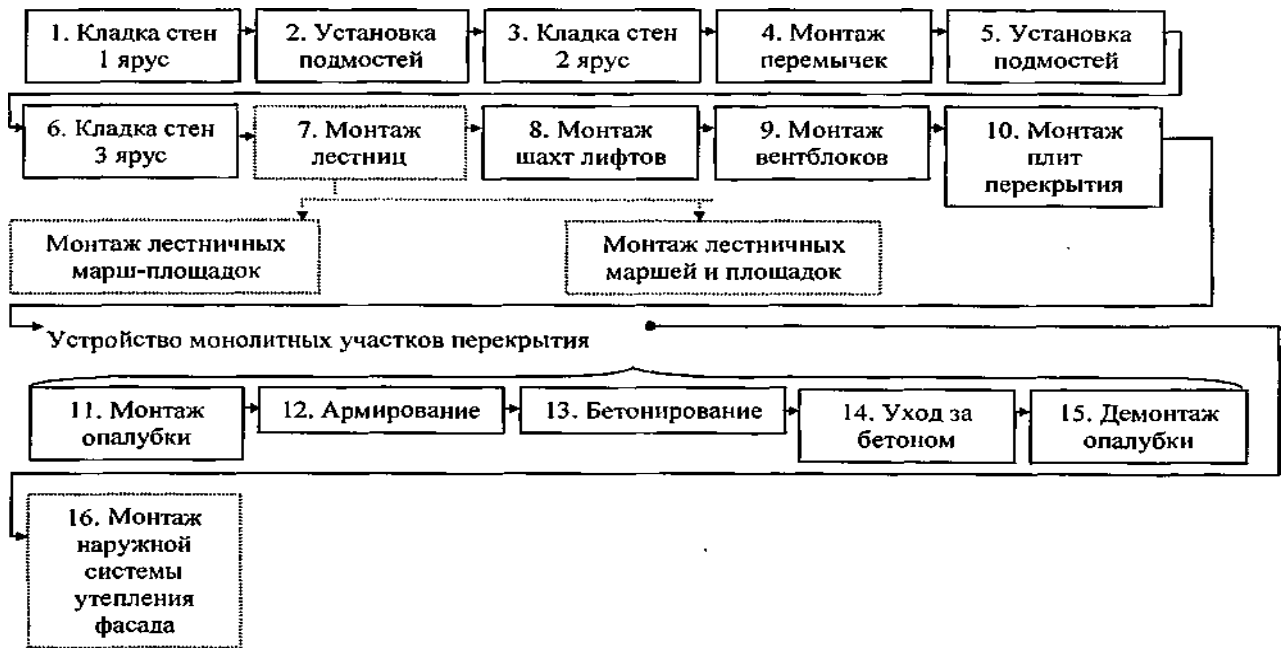 1. Кладка стен
1 ярус
2. Установка
подмостей
3. Кладка стен
2 ярус
4. Монтаж
перемычек
5. Установка
подмостей
6. Кладка стен
3 ярус
7. Монтаж
лестниц
8. Монтаж
шахт лифтов
9. Монтаж
вентблоков
10. Монтаж
плит
перекрытия
Монтаж лестничных
марш-площадок
Монтаж лестничных
маршей и площадок
Устройство монолитных участков перекрытия
11. Монтаж
опалубки
12. Армирование
13. Бетонирование
14. Уход за
бетоном
15. Демонтаж
опалубки
16. Монтаж
наружной
системы
утепления
фасада